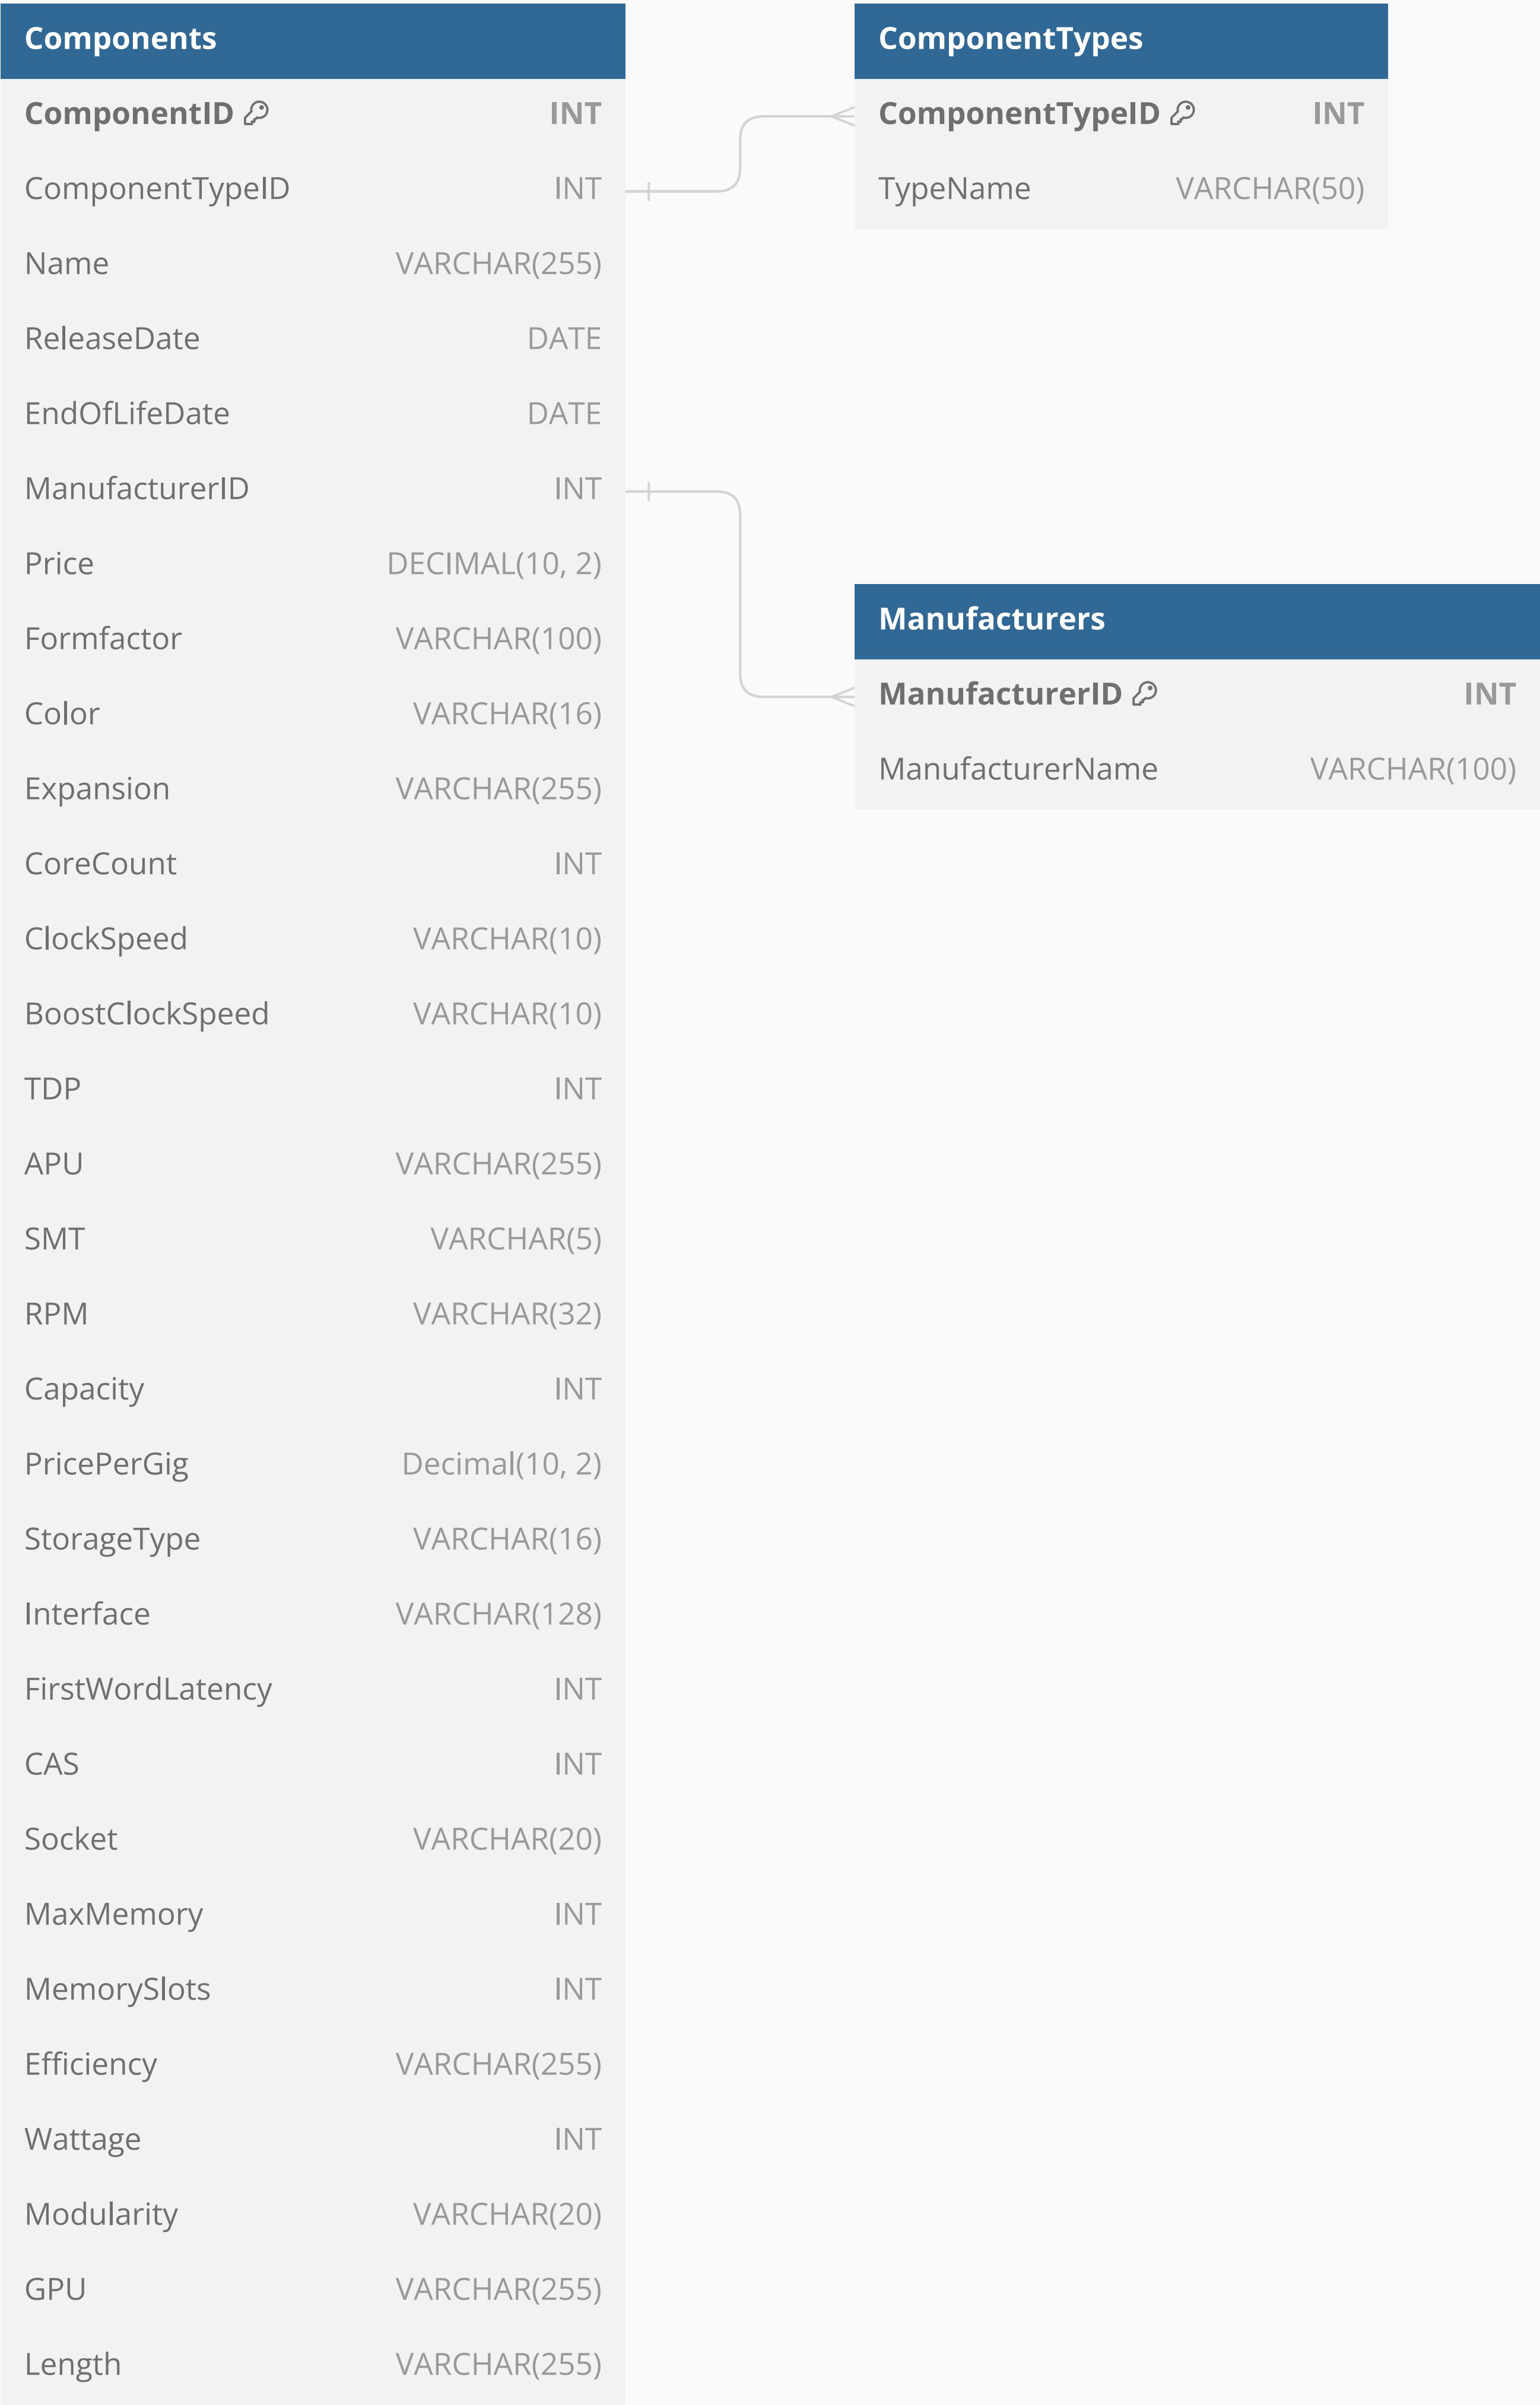 Components
ComponentID INT
ComponentTypeID INT
Name VARCHAR(255)
ReleaseDate DATE
EndOfLifeDate DATE
ManufacturerID INT
Price DECIMAL(10, 2)
Formfactor VARCHAR(100)
Color VARCHAR(16)
Expansion VARCHAR(255)
CoreCount INT
ClockSpeed VARCHAR(10)
BoostClockSpeed VARCHAR(10)
TDP INT
APU VARCHAR(255)
SMT VARCHAR(5)
RPM VARCHAR(32)
Capacity INT
PricePerGig Decimal(10, 2)
StorageType VARCHAR(16)
Interface VARCHAR(128)
FirstWordLatency INT
CAS INT
Socket VARCHAR(20)
MaxMemory INT
MemorySlots INT
Efficiency VARCHAR(255)
Wattage INT
Modularity VARCHAR(20)
GPU VARCHAR(255)
Length VARCHAR(255)
ComponentTypes
ComponentTypeID INT
TypeName VARCHAR(50)
Manufacturers
ManufacturerID INT
ManufacturerName VARCHAR(100)